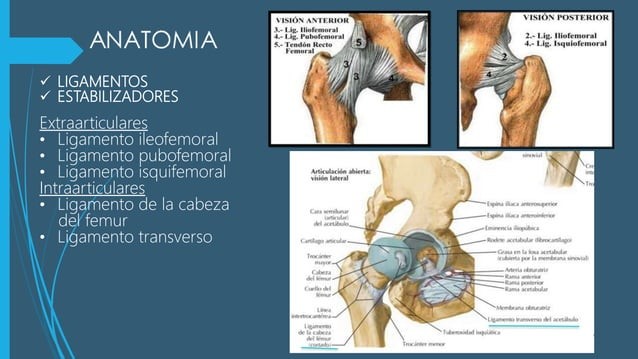 ANATOMIA
✓ LIGAMENTOS
✓ ESTABILIZADORES
Extraarticulares
• Ligamento ileofemoral
• Ligamento pubofemoral
• Ligamento isquifemoral
Intraarticulares
• Ligamento de la cabeza
del femur
• Ligamento transverso
VISIÓN ANTERIOR
3.- Lig. Iliofemoral
4.- Lig. Pubofemoral
5.- Tendón Recto
Femoral
5
3
3
4
VISIÓN POSTERIOR
2.- Lig. Iliofemoral
4.- Lig. Isquiofemoral
2
4
sinovial
Articulación abierta:
visión lateral
Cara semilunar
(articular)
del acetábulo
Cartílago articular
Trocánter
mayor
Cabeza
del fémur
Cuello del
fémur
Línea
intertrocantérea
Ligamento
de la cabeza
del fémur
(cortado)
Espina ilíaca anterosuperior
Espina ilíaca anteroinferior
Eminencia iliopúbica
Rodete acetabular (fibrocartílago)
Grasa en la fosa acetabular
(cubierta por la membrana sinovial)
Arteria obturatriz
Rama anterior
Rama posterior
Rama acetabular
Membrana obturatriz
Ligamento transverso del acetábulo
Tuberosidad isquiática
Trocánter menor